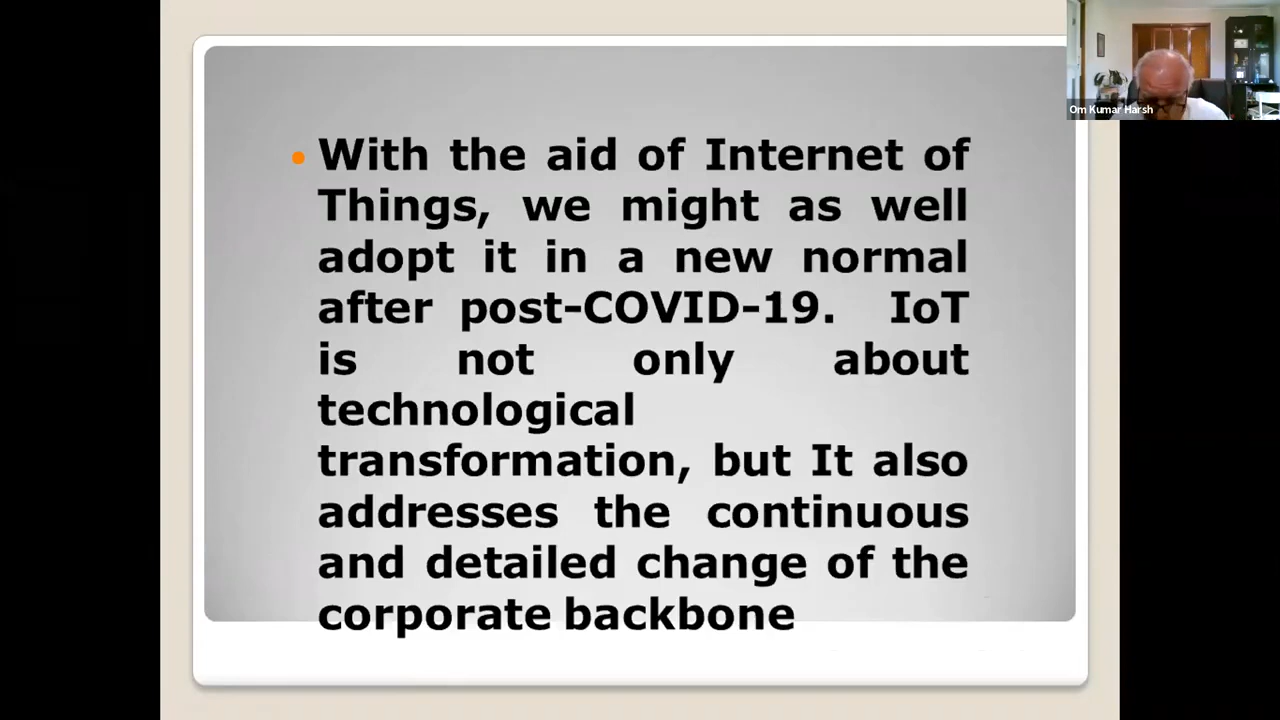 Om Kumar Harsh
• With the aid of Internet of
Things, we might as well
adopt it in a new normal
after post-COVID-19. IoT
is not only about
technological
transformation, but It also
addresses the continuous
and detailed change of the
corporate backbone